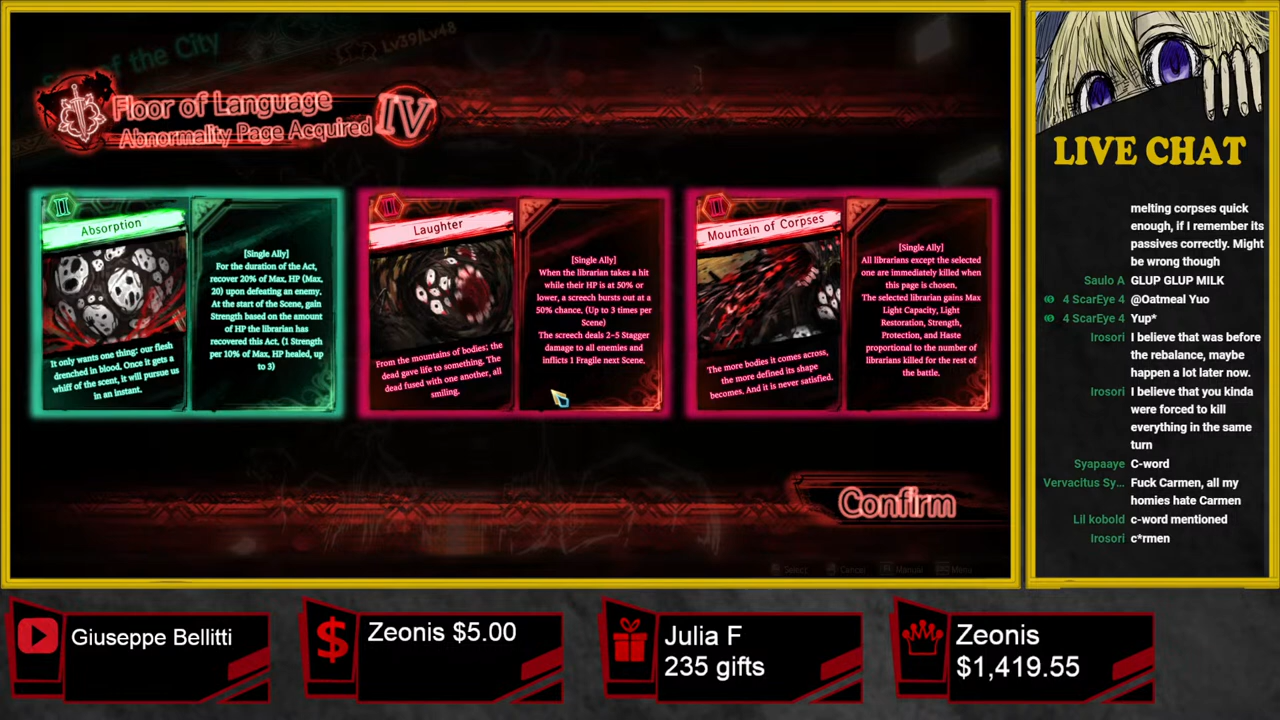 of the City
Lv39/Lv48
Floor of Language
Abnormality Page Acquired
IV
II
Absorption
It only wants one thing: our flesh
drenched in blood. Once it gets a
whiff of the scent, it will pursue us
in an instant.
[Single Ally]
For the duration of the Act,
recover 20% of Max. HP (Max.
20) upon defeating an enemy.
At the start of the Scene, gain
Strength based on the amount
of HP the librarian has
recovered this Act. (1 Strength
per 10% of Max. HP healed, up
to 3)
II
Laughter
From the mountains of bodies; the
dead gave life to something. The
dead fused with one another, all
smiling.
[Single Ally]
When the librarian takes a hit
while their HP is at 50% or
lower, a screech bursts out at a
50% chance. (Up to 3 times per
Scene)
The screech deals 2-5 Stagger
damage to all enemies and
inflicts 1 Fragile next Scene.
II
Mountain of Corpses
The more bodies it comes across,
the more defined its shape
becomes. And it is never satisfied.
[Single Ally]
All librarians except the selected
one are immediately killed when
this page is chosen.
The selected librarian gains Max
Light Capacity, Light
Restoration, Strength,
Protection, and Haste
proportional to the number of
librarians killed for the rest of
the battle.
Confirm
Select
Cancel
Manual
Menu
LIVE CHAT
melting corpses quick
enough, if I remember its
passives correctly. Might
be wrong though
Saulo A GLUP GLUP MILK
4 ScarEye 4 @Oatmeal Yuo
4 ScarEye 4 Yup*
Irosori I believe that was before
the rebalance, maybe
happen a lot later now.
Irosori I believe that you kinda
were forced to kill
everything in the same
turn
Syapaaye C-word
Vervacitus Sy... Fuck Carmen, all my
homies hate Carmen
Lil kobold c-word mentioned
Irosori c*rmen
Giuseppe Bellitti
$
Zeonis $5.00
Julia F
235 gifts
Zeonis
$1,419.55